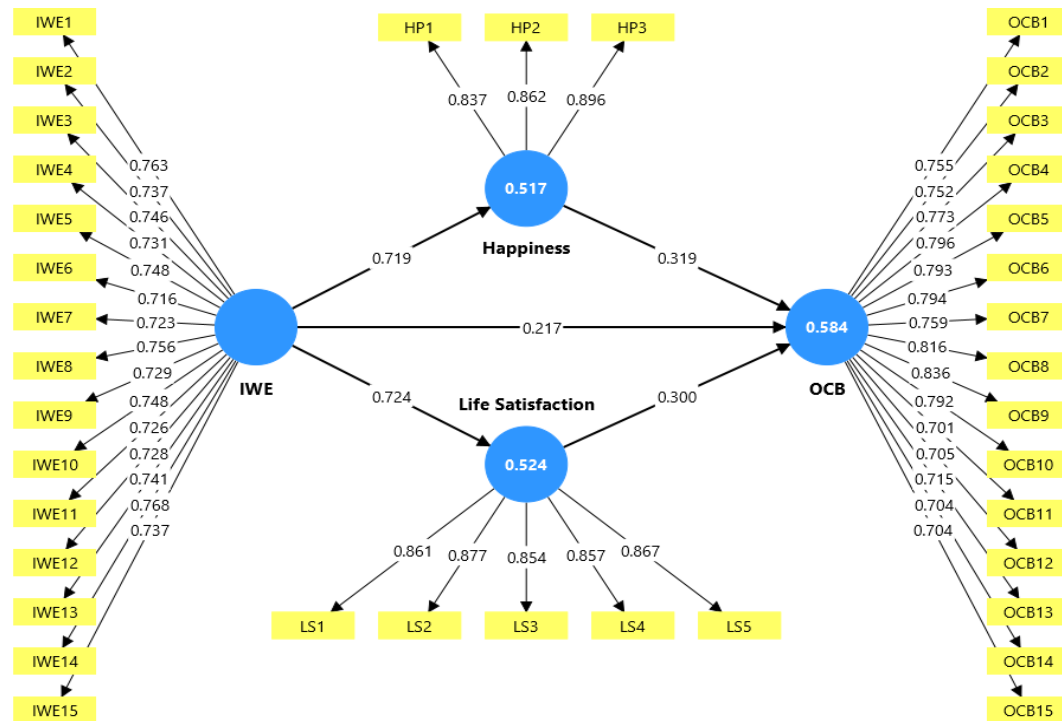 IWE1
IWE2
IWE3
IWE4
IWE5
IWE6
IWE7
IWE8
IWE9
IWE10
IWE11
IWE12
IWE13
IWE14
IWE15
0.763
0.737
0.746
0.731
0.748
0.716
0.723
0.756
0.729
0.748
0.726
0.728
0.741
0.768
0.737
IWE
HP1
HP2
HP3
0.837
0.862
0.896
0.517
Happiness
0.719
0.319
0.217
0.724
0.300
Life Satisfaction
0.524
0.861
0.877
0.854
0.857
0.867
LS1
LS2
LS3
LS4
LS5
0.584
OCB
0.755
0.752
0.773
0.796
0.793
0.794
0.759
0.816
0.836
0.792
0.701
0.705
0.715
0.704
0.704
OCB1
OCB2
OCB3
OCB4
OCB5
OCB6
OCB7
OCB8
OCB9
OCB10
OCB11
OCB12
OCB13
OCB14
OCB15